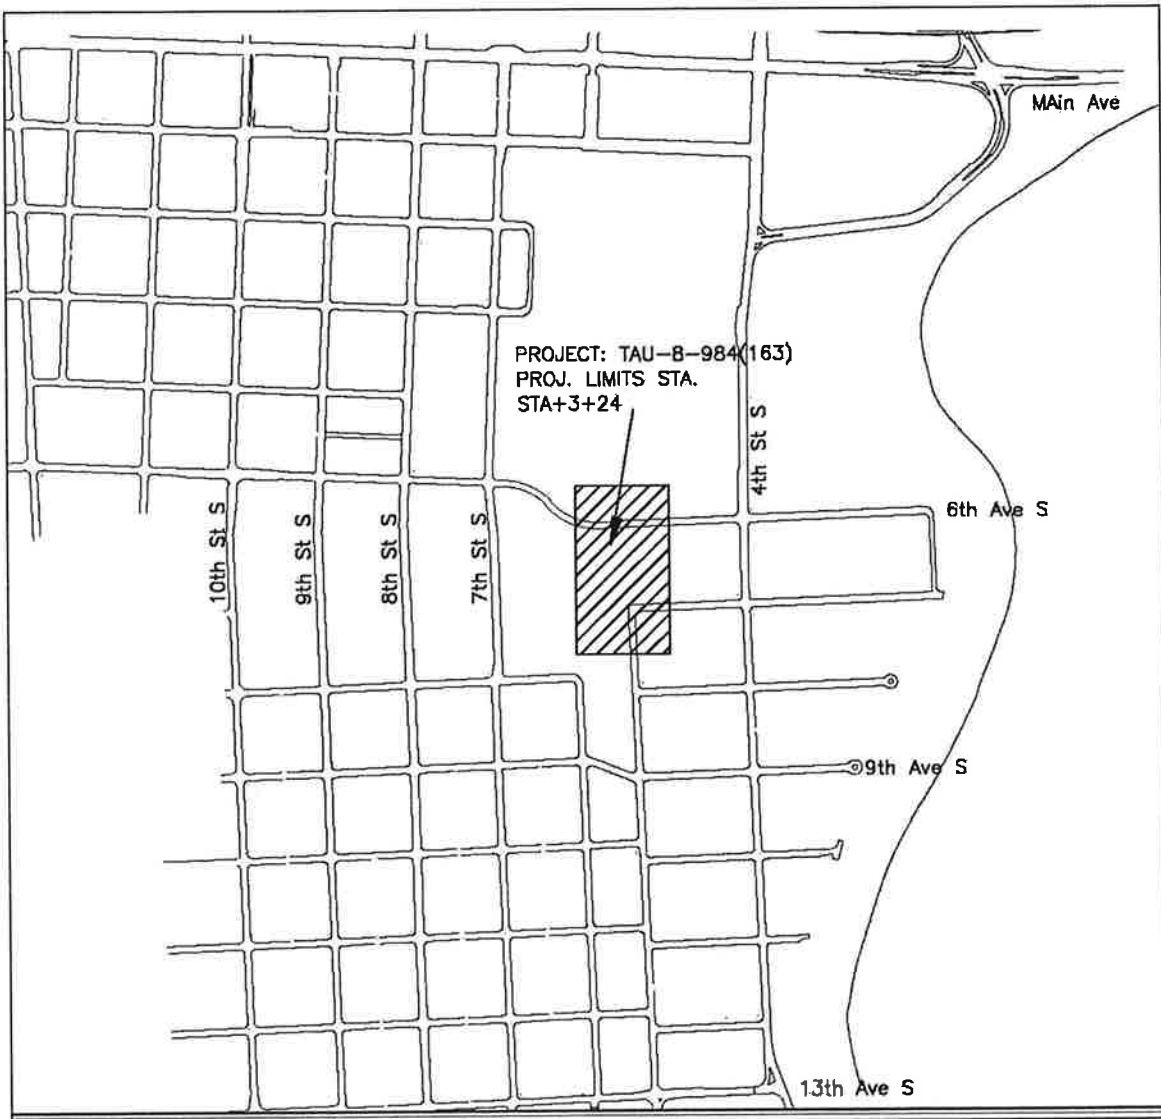 MAin Ave
PROJECT: TAU-8-984(163)
PROJ. LIMITS STA.
STA+3+24
4th St S
6th Ave S
10th St S
9th St S
8th St S
7th St S
9th Ave S
13th Ave S